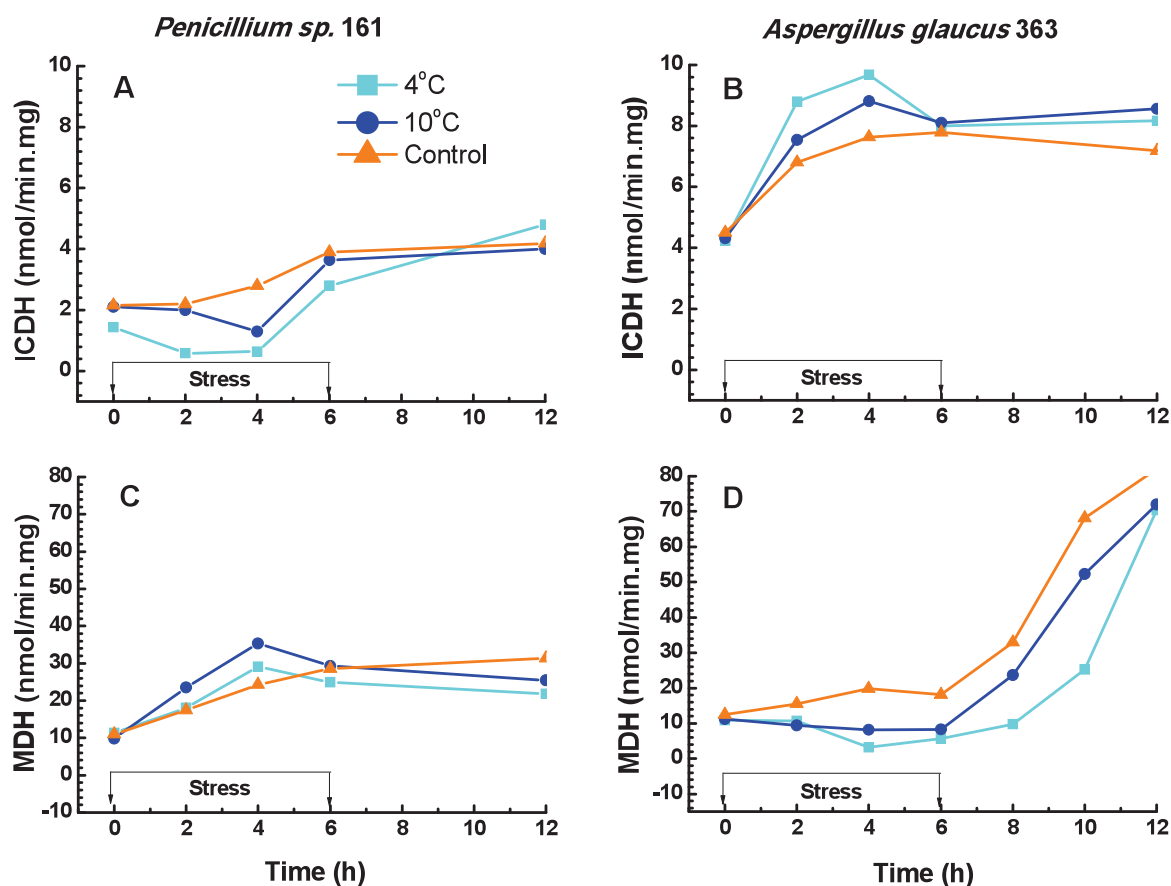 Penicillium sp. 161
Aspergillus glaucus 363
A
4°C
10°C
Control
ICDH (nmol/min.mg)
10
8
6
4
2
0
Stress
0 2 4 6 8 10 12
B
ICDH (nmol/min.mg)
10
8
6
4
2
0
Stress
0 2 4 6 8 10 12
C
MDH (nmol/min.mg)
80
70
60
50
40
30
20
10
0
-10
Stress
0 2 4 6 8 10 12
Time (h)
D
MDH (nmol/min.mg)
80
70
60
50
40
30
20
10
0
-10
Stress
0 2 4 6 8 10 12
Time (h)